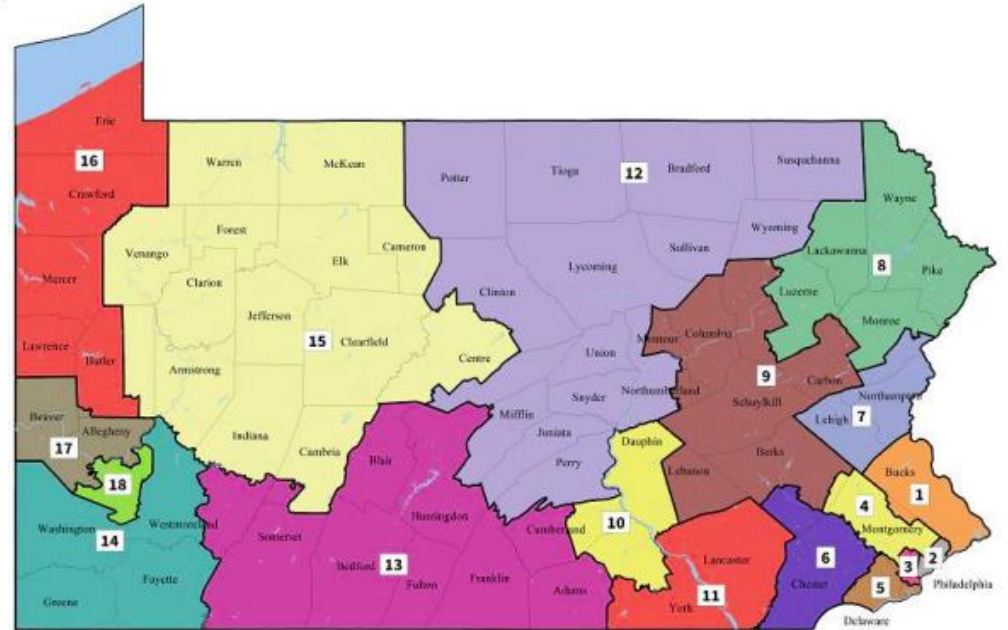 Erie
16
Crawford
Mercer
Lawrence
Butler
Warren
McKean
Forest
Venango
Elk
Cameron
Clarion
Jefferson
15
Clearfield
Centre
Armstrong
Indiana
Cambria
Potter
Tioga
12
Bradford
Susquehanna
Wyoming
Sullivan
Lycoming
Clinton
Union
Montour
Snyder
Northumberland
Mifflin
Juniata
Perry
Wayne
Lackawanna
8
Pike
Luzerne
Monroe
Columbia
9
Carbon
Schuylkill
Berks
Lebanon
Northampton
Lehigh
7
Beaver
Allegheny
17
18
Washington
14
Westmoreland
Fayette
Greene
Blair
Huntingdon
Somerset
Bedford
13
Fulton
Franklin
Adams
Cumberland
Dauphin
10
Lancaster
11
York
6
Chester
Bucks
1
4
Montgomery
2
3
Philadelphia
5
Delaware